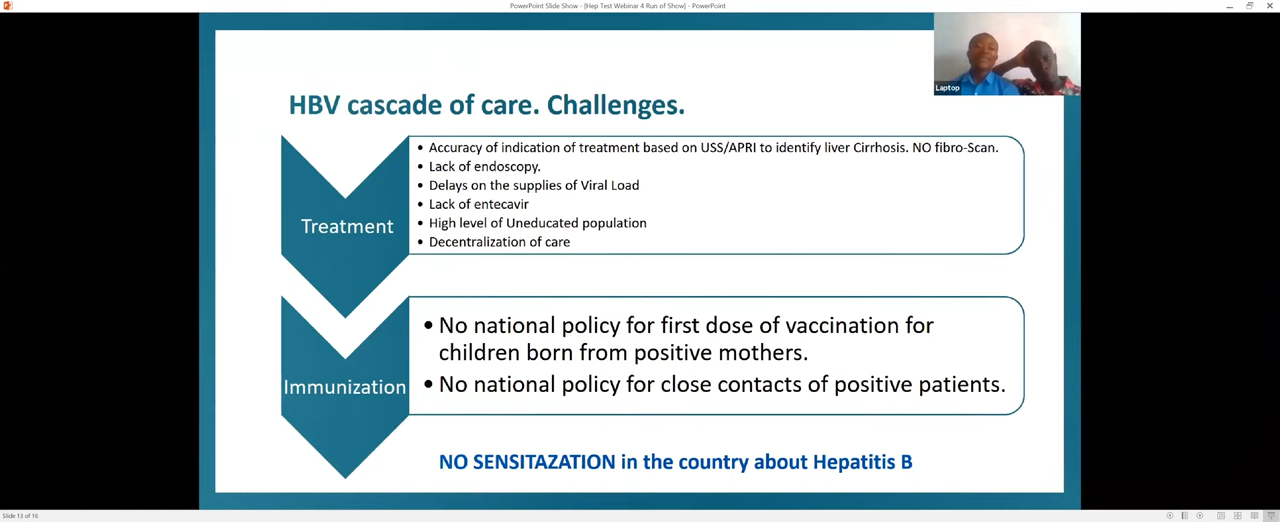 PowerPoint Slide Show - [Hep Test Webinar 4 Run of Show] - PowerPoint
Laptop
HBV cascade of care. Challenges.
Treatment
• Accuracy of indication of treatment based on USS/APRI to identify liver Cirrhosis. NO fibro-Scan.
• Lack of endoscopy.
• Delays on the supplies of Viral Load
• Lack of entecavir
• High level of Uneducated population
• Decentralization of care
Immunization
• No national policy for first dose of vaccination for
children born from positive mothers.
• No national policy for close contacts of positive patients.
NO SENSITAZATION in the country about Hepatitis B
Slide 13 of 16